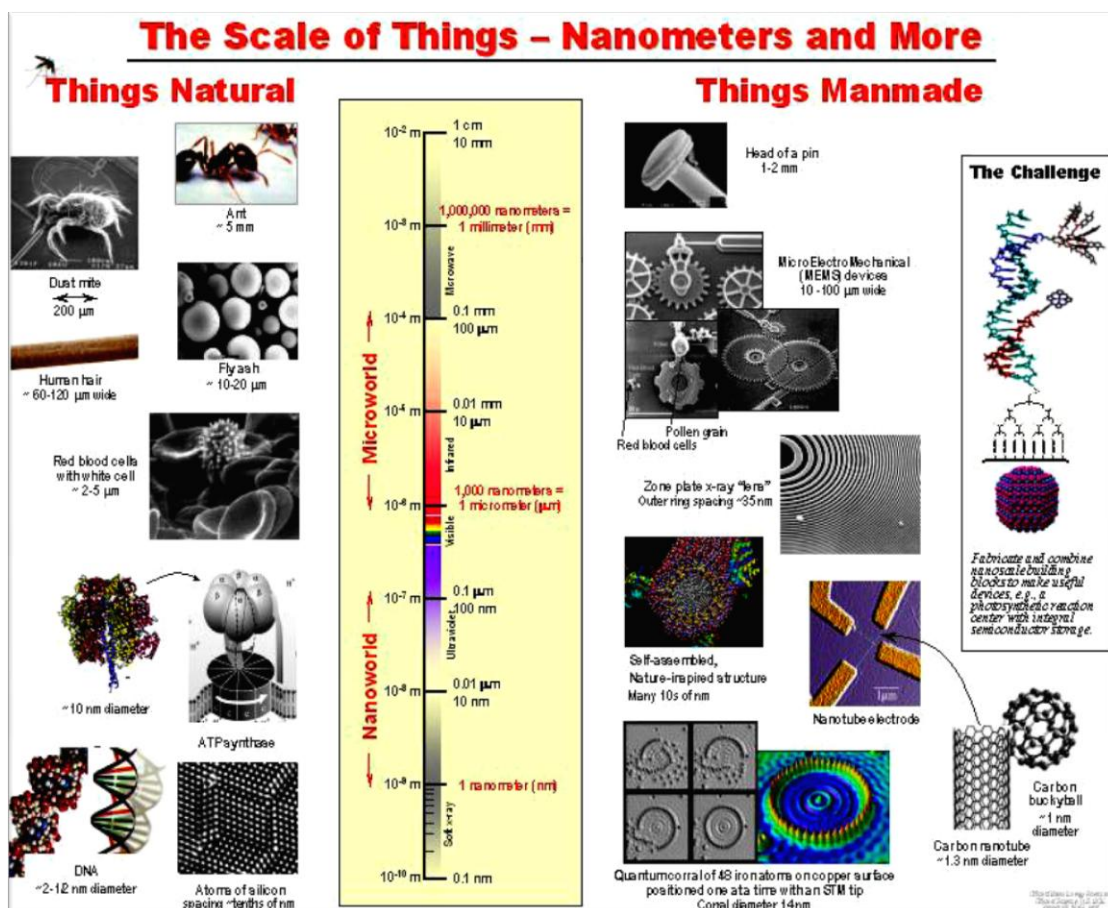 The Scale of Things – Nanometers and More
Things Natural
Ant
~ 5 mm
Dust mite
200 µm
Fly ash
~ 10-20 µm
Human hair
~ 60-120 µm wide
Red blood cells
with white cell
~ 2-5 µm
~10 nm diameter
ATP synthase
DNA
~2-1/2 nm diameter
Atoms of silicon
spacing ~tenths of nm
10-2 m
1 cm
10 mm
10-3 m
1,000,000 nanometers =
1 millimeter (mm)
Microwave
10-4 m
0.1 mm
100 µm
Microworld
10-5 m
0.01 mm
10 µm
Infrared
10-6 m
1,000 nanometers =
1 micrometer (µm)
Visible
10-7 m
0.1 µm
100 nm
Ultraviolet
Nanoworld
10-8 m
0.01 µm
10 nm
10-9 m
1 nanometer (nm)
Soft x-ray
10-10 m
0.1 nm
Things Manmade
Head of a pin
1-2 mm
MicroElectroMechanical
(MEMS) devices
10 -100 µm wide
Pollen grain
Red blood cells
Zone plate x-ray "lens"
Outer ring spacing ~35 nm
Self-assembled,
Nature-inspired structure
Many 10s of nm
1µm
Nanotube electrode
Carbon
buckyball
~1 nm
diameter
Carbon nanotube
~1.3 nm diameter
Quantum corral of 48 iron atoms on copper surface
positioned one at a time with an STM tip
Corral diameter 14 nm
The Challenge
Fabricate and combine
nanoscale building
blocks to make useful
devices, e.g., a
photosynthetic reaction
center with integral
semiconductor storage.